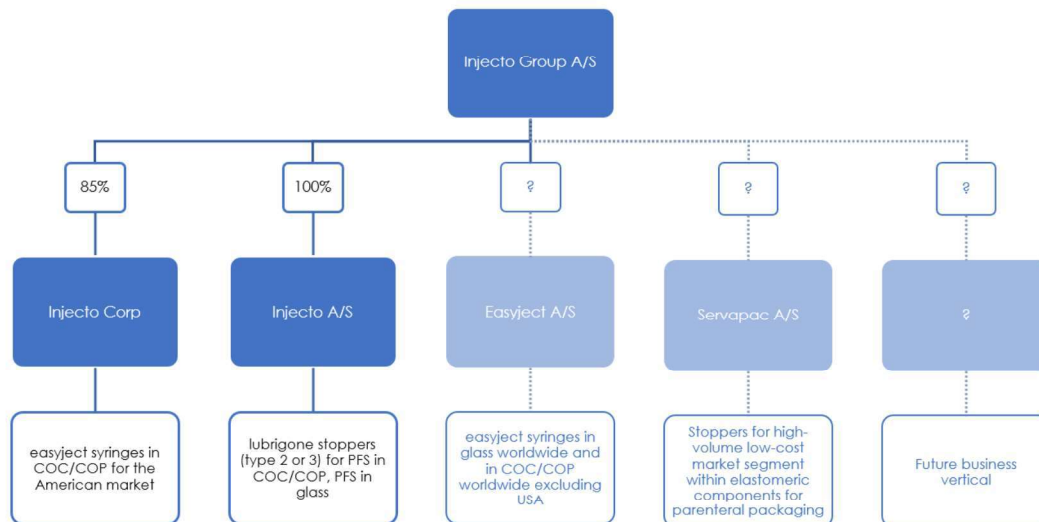 Injecto Group A/S
85%
100%
?
?
?
Injecto Corp
Injecto A/S
Easyject A/S
Servapac A/S
?
easyject syringes in
COC/COP for the
American market
lubrigone stoppers
(type 2 or 3) for PFS in
COC/COP, PFS in
glass
easyject syringes in
glass worldwide and
in COC/COP
worldwide excluding
USA
Stoppers for high-
volume low-cost
market segment
within elastomeric
components for
parenteral packaging
Future business
vertical